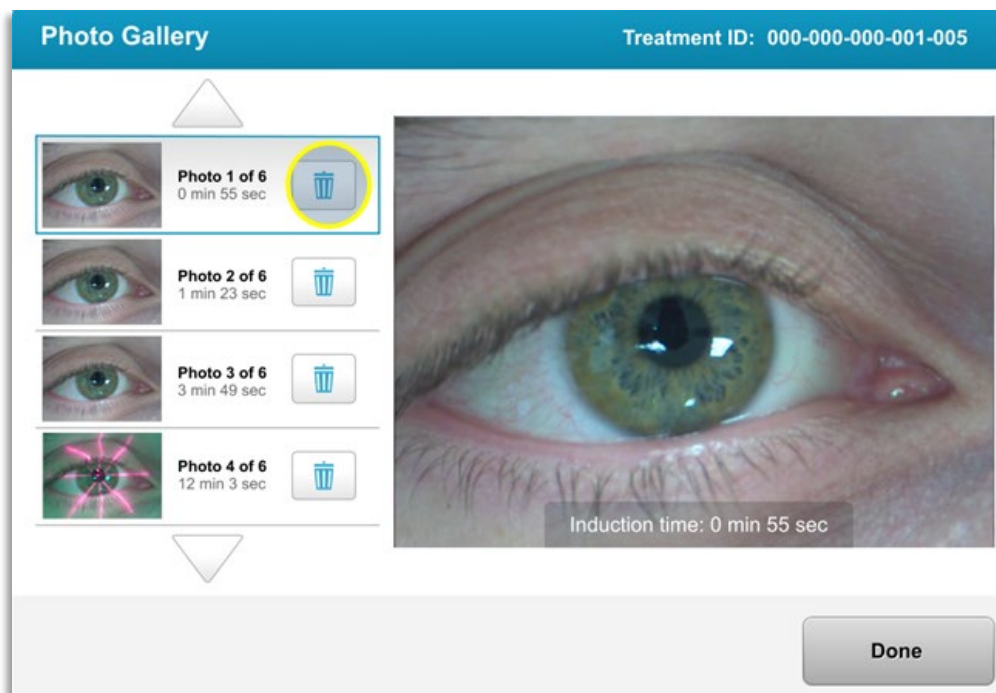 Photo Gallery
Treatment ID: 000-000-000-001-005
Photo 1 of 6
0 min 55 sec
Photo 2 of 6
1 min 23 sec
Photo 3 of 6
3 min 49 sec
Photo 4 of 6
12 min 3 sec
Induction time: 0 min 55 sec
Done